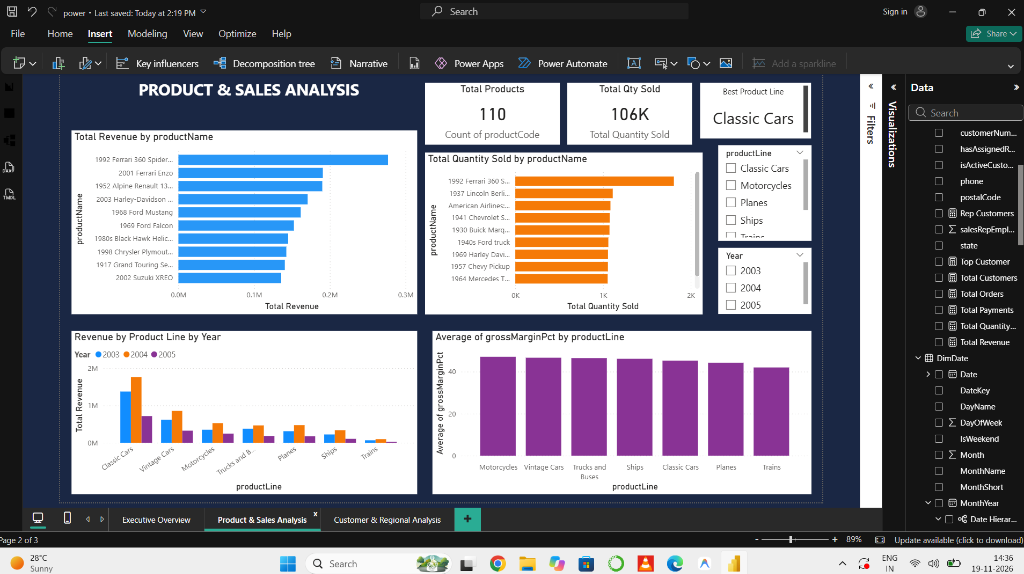 power • Last saved: Today at 2:19 PM
Search
Sign in
File Home Insert Modeling View Optimize Help
Share
Key influencers Decomposition tree Narrative Power Apps Power Automate Add a sparkline
PRODUCT & SALES ANALYSIS
Total Products
110
Count of productCode
Total Qty Sold
106K
Total Quantity Sold
Best Product Line
Classic Cars
Total Revenue by productName
productName
1992 Ferrari 360 Spider...
2001 Ferrari Enzo
1952 Alpine Renault 13...
2003 Harley-Davidson ...
1968 Ford Mustang
1969 Ford Falcon
1980s Black Hawk Helic...
1998 Chrysler Plymout...
1917 Grand Touring Se...
2002 Suzuki XREO
0.0M 0.1M 0.2M 0.3M
Total Revenue
Total Quantity Sold by productName
productName
1992 Ferrari 360 S...
1937 Lincoln Berli...
American Airlines:...
1941 Chevrolet S...
1930 Buick Marq...
1940s Ford truck
1969 Harley Davi...
1957 Chevy Pickup
1964 Mercedes T...
0K 1K 2K
Total Quantity Sold
productLine
Classic Cars
Motorcycles
Planes
Ships
Trains
Year
2003
2004
2005
Revenue by Product Line by Year
Year 2003 2004 2005
Total Revenue
2M
1M
0M
Classic Cars Vintage Cars Motorcycles Trucks and B... Planes Ships Trains
productLine
Average of grossMarginPct by productLine
Average of grossMarginPct
40
20
0
Motorcycles Vintage Cars Trucks and Buses Ships Classic Cars Planes Trains
productLine
Filters
Visualizations
Data
Search
customerNum...
hasAssignedR...
isActiveCusto...
phone
postalCode
Rep Customers
salesRepEmpl...
state
Top Customer
Total Customers
Total Orders
Total Payments
Total Quantity...
Total Revenue
DimDate
Date
DateKey
DayName
DayOfWeek
IsWeekend
Month
MonthName
MonthShort
MonthYear
Date Hierar...
Executive Overview Product & Sales Analysis x Customer & Regional Analysis +
Page 2 of 3
- + 89% Update available (click to download)
28°C
Sunny
Search
ENG
IN
14:36
19-11-2026